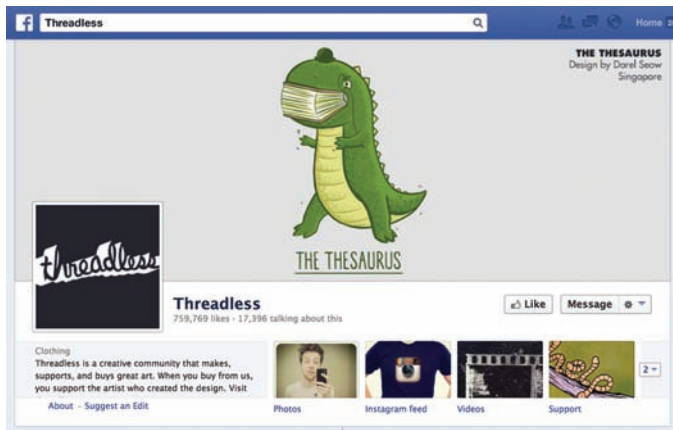 f Threadless
Home 2
THE THESAURUS
Design by Darel Seow
Singapore
THE THESAURUS
threadless
Threadless
759,769 likes · 17,396 talking about this
Like Message
Clothing
Threadless is a creative community that makes,
supports, and buys great art. When you buy from us,
you support the artist who created the design. Visit
About - Suggest an Edit
2
Photos Instagram feed Videos Support